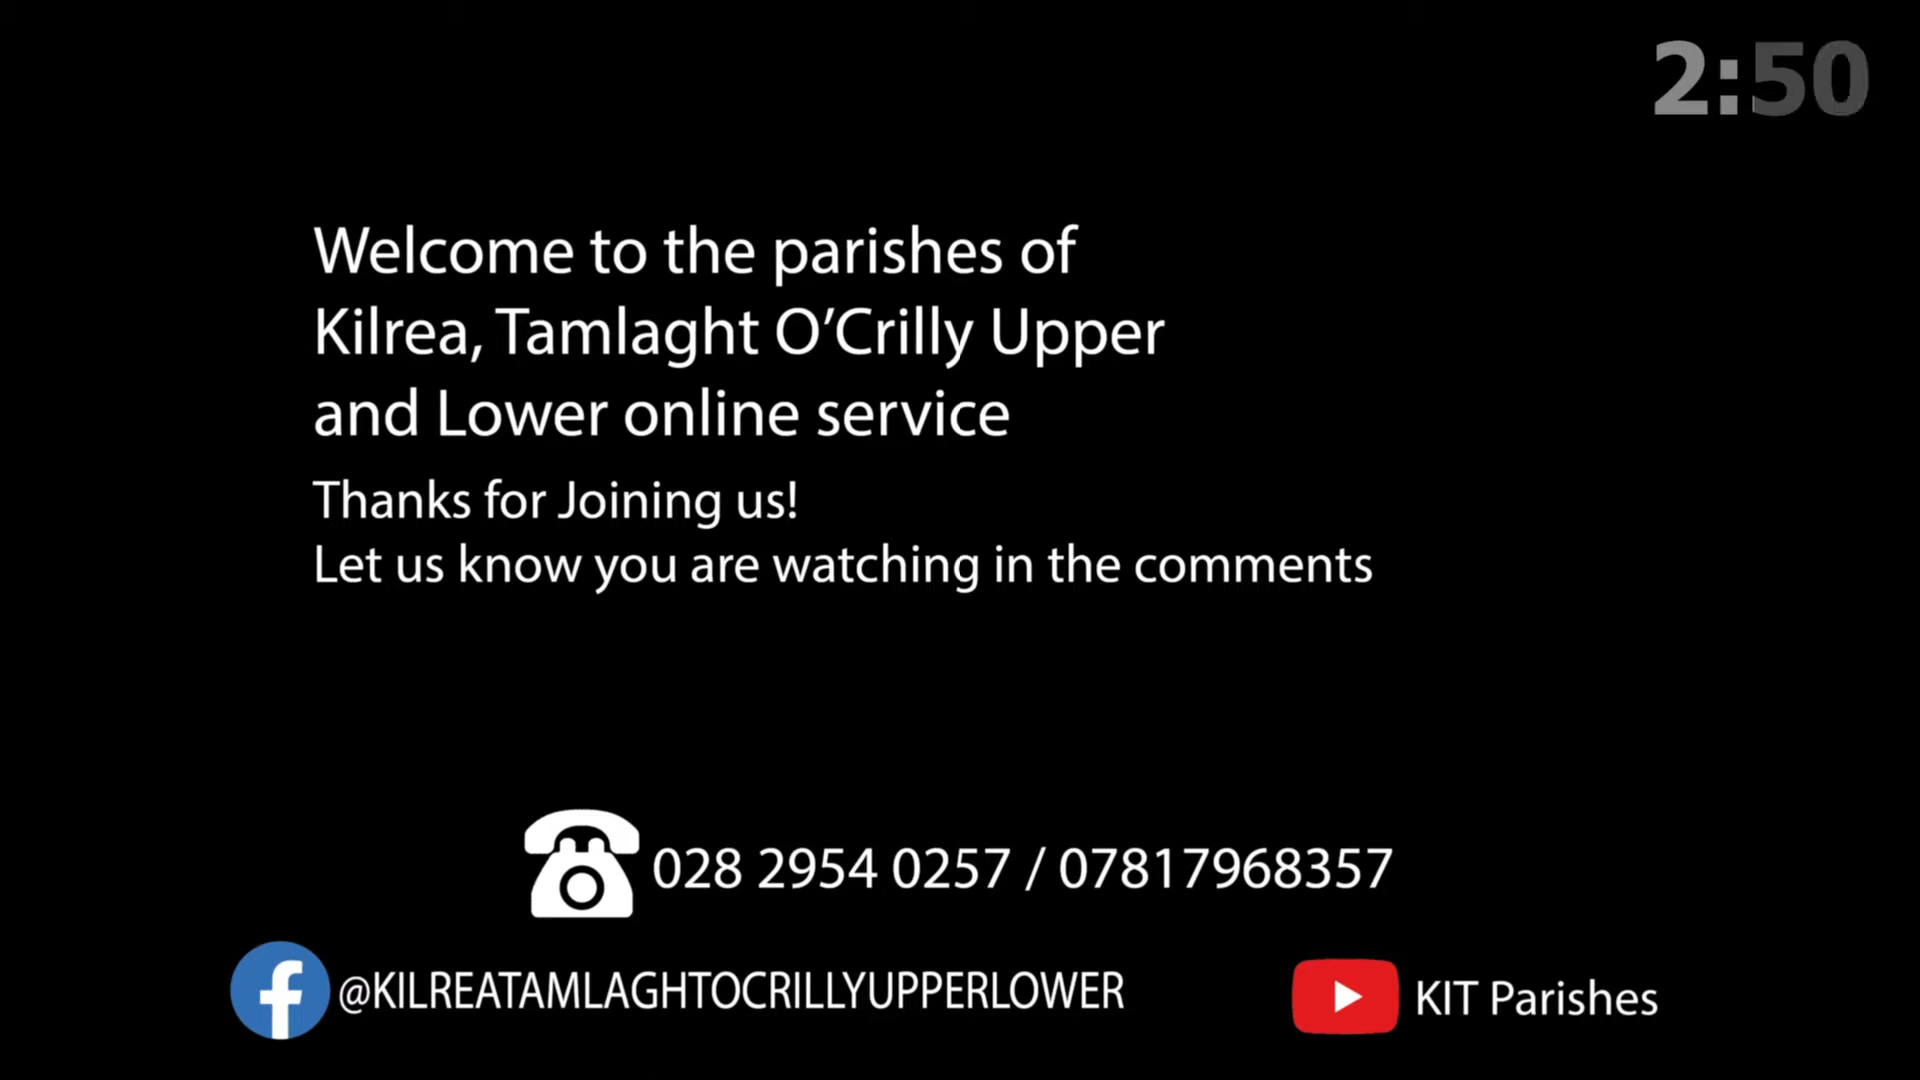 2:50
Welcome to the parishes of
Kilrea, Tamlaght O’Crilly Upper
and Lower online service
Thanks for Joining us!
Let us know you are watching in the comments
028 2954 0257 / 07817968357
@KILREATAMLAGHTOCRILLYUPPERLOWER
KIT Parishes